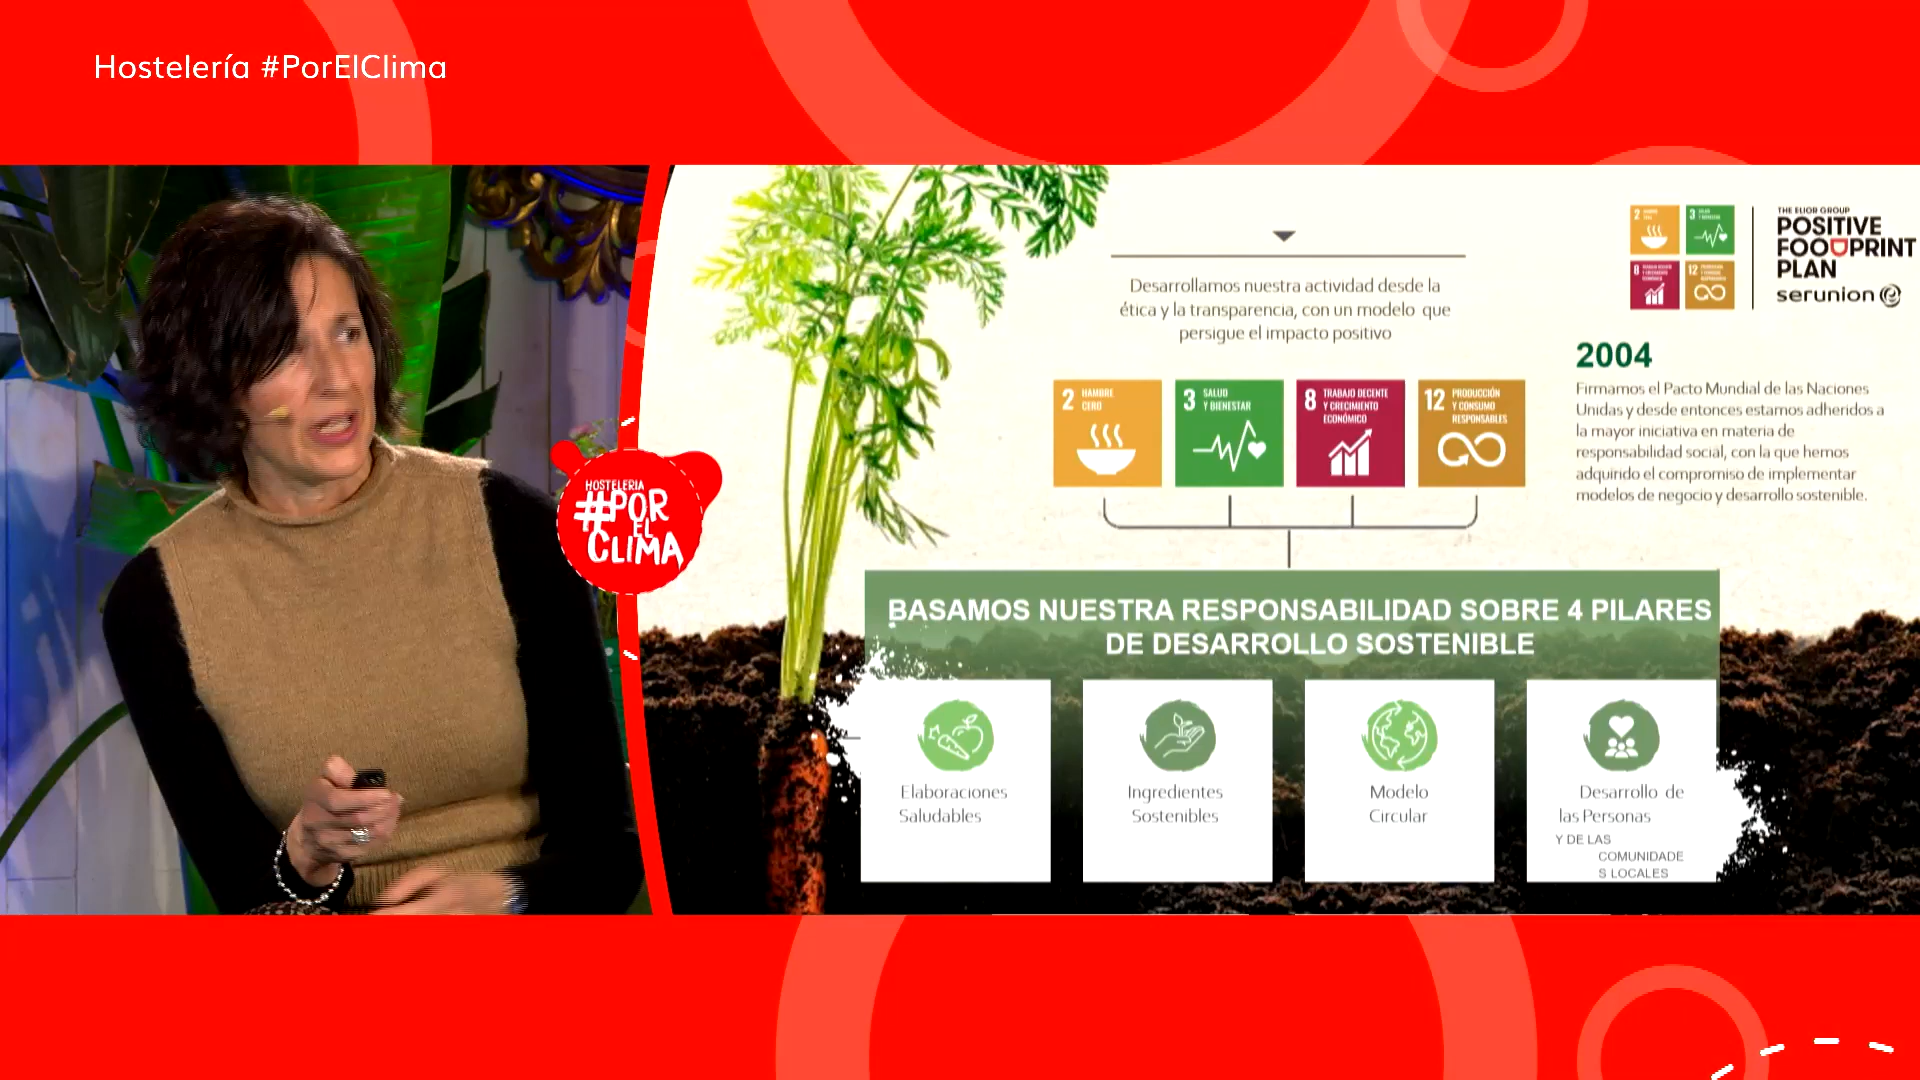 Hostelería #PorElClima
HOSTELERIA
#POR
EL
CLIMA
Desarrollamos nuestra actividad desde la
ética y la transparencia, con un modelo que
persigue el impacto positivo
2 HAMBRE
CERO
3 SALUD
Y BIENESTAR
8 TRABAJO DECENTE
Y CRECIMIENTO
ECONÓMICO
12 PRODUCCIÓN
Y CONSUMO
RESPONSABLES
2
3
8
12
THE ELIOR GROUP
POSITIVE
FOODPRINT
PLAN
serunion
2004
Firmamos el Pacto Mundial de las Naciones
Unidas y desde entonces estamos adheridos a
la mayor iniciativa en materia de
responsabilidad social, con la que hemos
adquirido el compromiso de implementar
modelos de negocio y desarrollo sostenible.
BASAMOS NUESTRA RESPONSABILIDAD SOBRE 4 PILARES
DE DESARROLLO SOSTENIBLE
Elaboraciones
Saludables
Ingredientes
Sostenibles
Modelo
Circular
Desarrollo de
las Personas
Y DE LAS
COMUNIDADE
S LOCALES